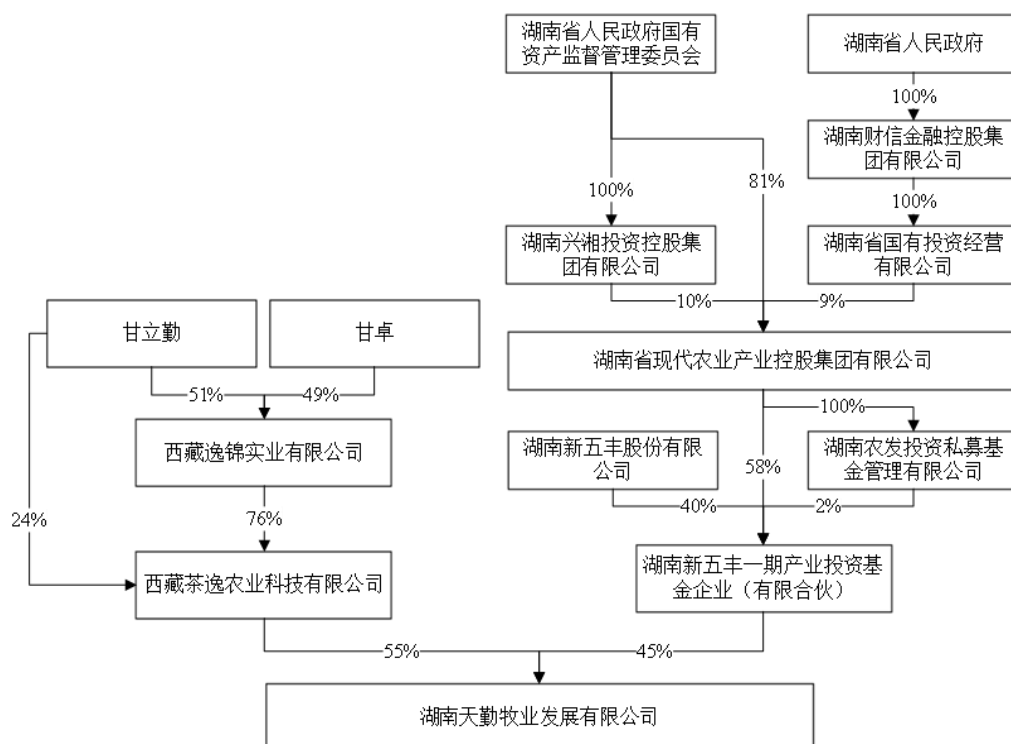 湖南省人民政府国有
资产监督管理委员会
湖南省人民政府
100%
湖南财信金融控股集
团有限公司
100%
81%
100%
湖南兴湘投资控股集
团有限公司
湖南省国有投资经营
有限公司
10%
9%
甘立勤
甘卓
湖南省现代农业产业控股集团有限公司
51%
49%
100%
西藏逸锦实业有限公司
湖南新五丰股份有限
公司
58%
湖南农发投资私募基
金管理有限公司
24%
76%
40%
2%
西藏茶逸农业科技有限公司
湖南新五丰一期产业投资基
金企业（有限合伙）
55%
45%
湖南天勤牧业发展有限公司